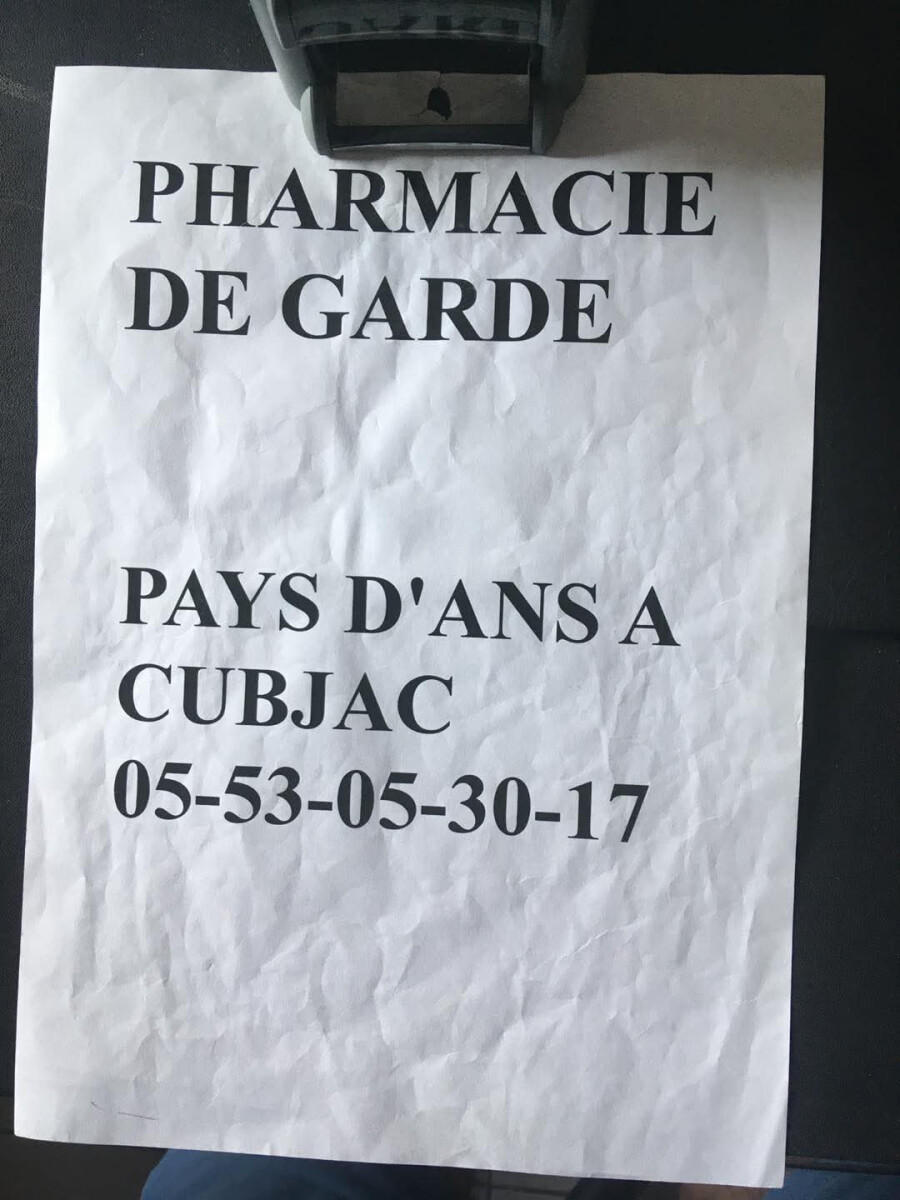 PHARMACIE
DE GARDE
PAYS D'ANS A
CUBJAC
05-53-05-30-17